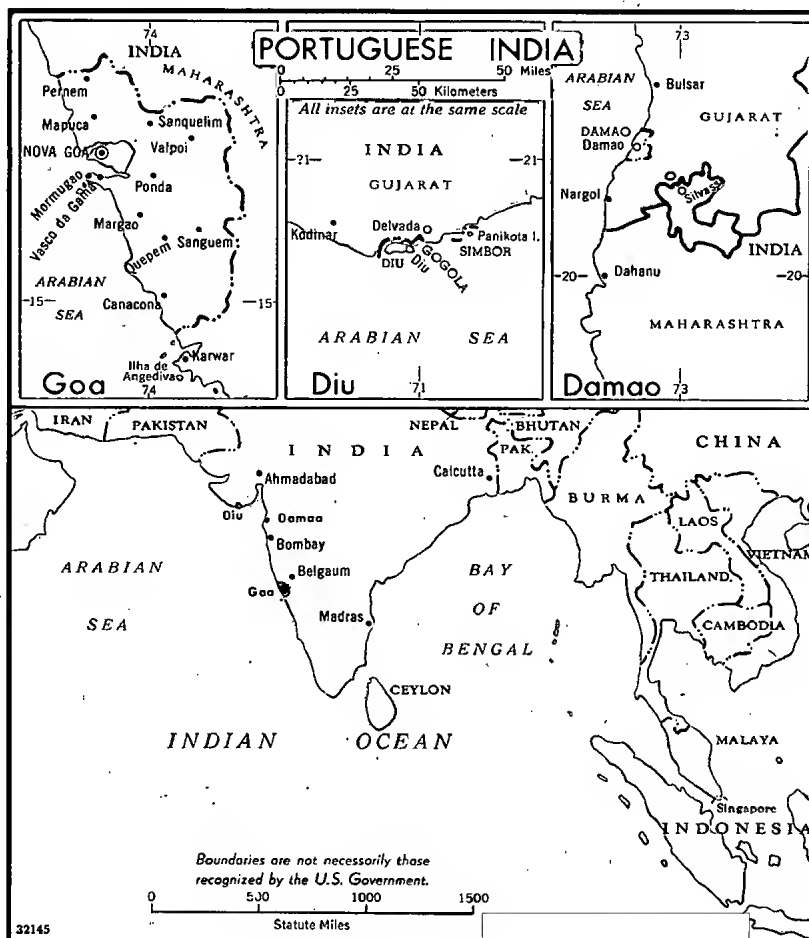 PORTUGUESE INDIA
0 25 50 Miles
0 25 50 Kilometers
All insets are at the same scale
74
INDIA
MAHARASHTRA
Pernem
Mapuca
Sanquelim
NOVA GOA
Valpoi
Mormugao
Vasco da Gama
Ponda
Margao
Quepem
Sanguem
ARABIAN
SEA
15
15
Canacona
Karwar
Ilha de
Angedivao
74
Goa
21
21
INDIA
GUJARAT
Kodinar
Delvada
Panikota I.
SIMBOR
DIU
Diu
GOGOLA
ARABIAN SEA
71
Diu
73
ARABIAN
SEA
Bulsar
GUJARAT
DAMAO
Damao
Nargol
Silvassa
INDIA
20
20
Dahanu
MAHARASHTRA
73
Damao
IRAN
PAKISTAN
INDIA
NEPAL
BHUTAN
PAK.
CHINA
Ahmadabad
Calcutta
BURMA
Diu
Damao
LAOS
Bombay
VIETNAM
ARABIAN
SEA
Belgaum
Goa
BAY
OF
BENGAL
THAILAND
Madras
CAMBODIA
CEYLON
INDIAN OCEAN
MALAYA
Singapore
INDONESIA
Boundaries are not necessarily those
recognized by the U.S. Government.
0 500 1000 1500
Statute Miles
32145